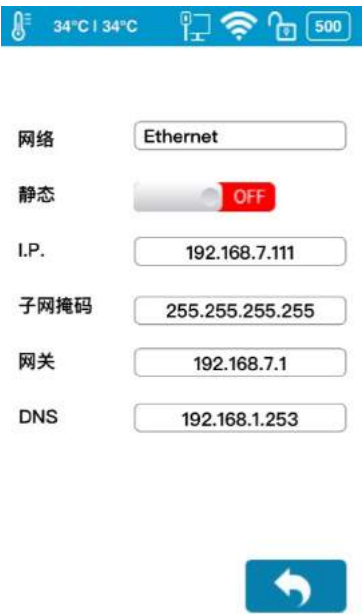 34°C I 34°C 500
网络 Ethernet
静态 OFF
I.P. 192.168.7.111
子网掩码 255.255.255.255
网关 192.168.7.1
DNS 192.168.1.253